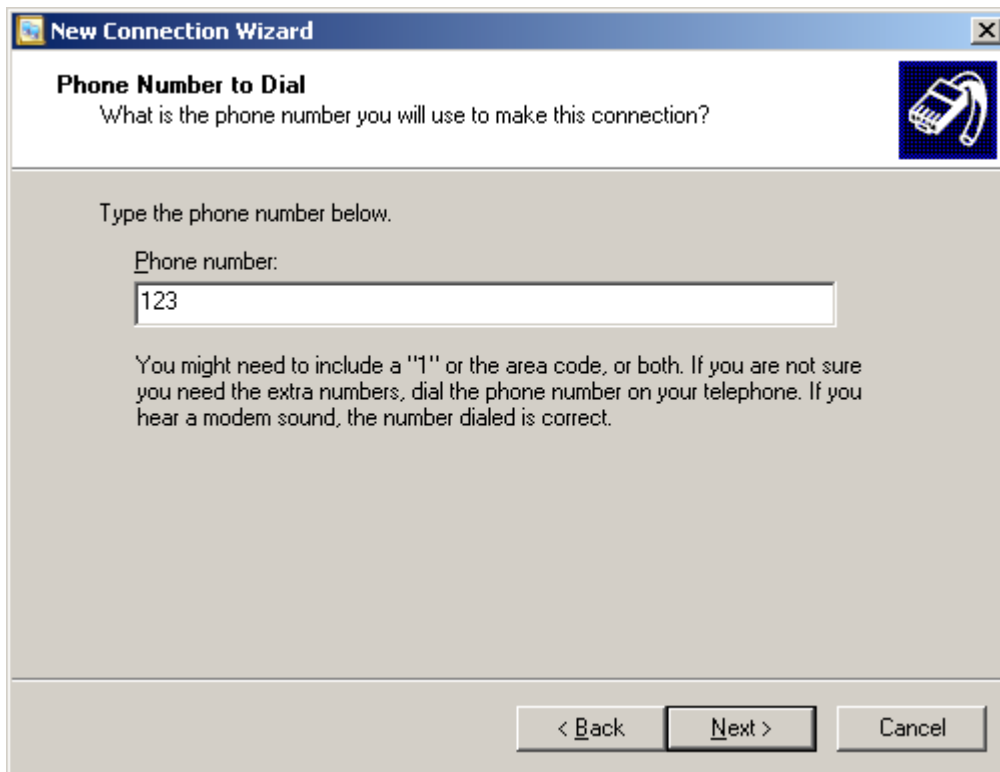 New Connection Wizard
Phone Number to Dial
What is the phone number you will use to make this connection?
Type the phone number below.
Phone number:
123
You might need to include a "1" or the area code, or both. If you are not sure
you need the extra numbers, dial the phone number on your telephone. If you
hear a modem sound, the number dialed is correct.
< Back Next > Cancel